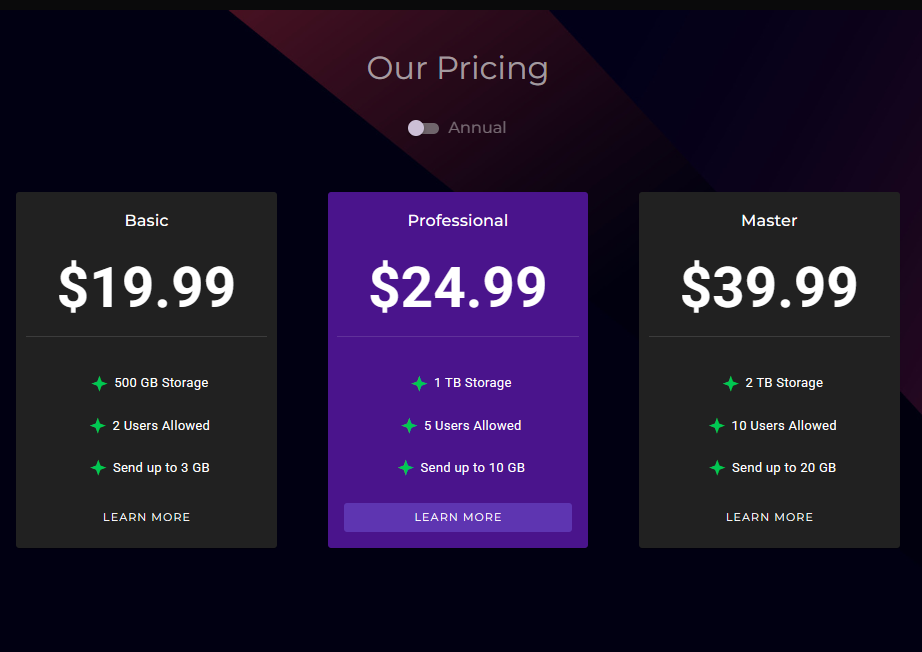 Our Pricing
Annual
Basic
$19.99
500 GB Storage
2 Users Allowed
Send up to 3 GB
LEARN MORE
Professional
$24.99
1 TB Storage
5 Users Allowed
Send up to 10 GB
LEARN MORE
Master
$39.99
2 TB Storage
10 Users Allowed
Send up to 20 GB
LEARN MORE